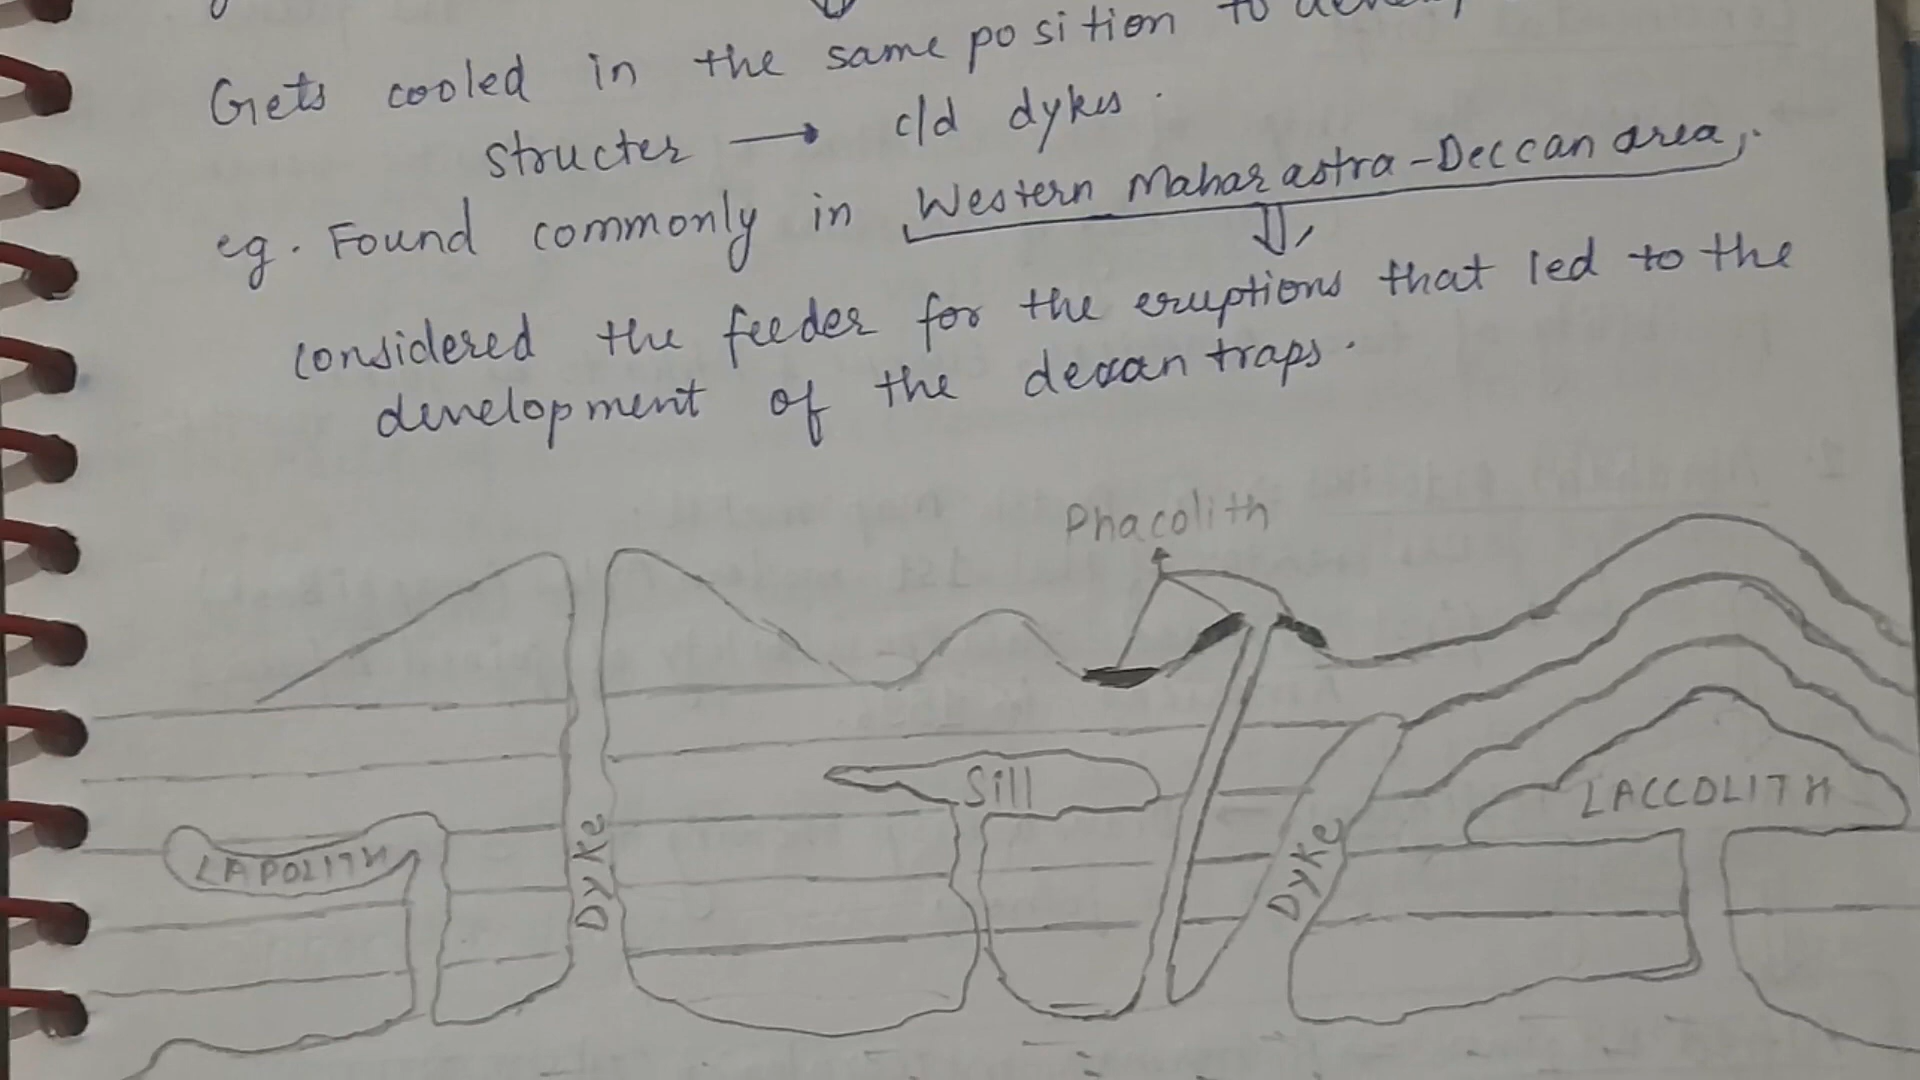 Gets cooled in the same position to
structer → c/d dykes.
eg. Found commonly in Western Maharastra-Deccan area,
considered the feeder for the eruptions that led to the
development of the deccan traps.
Phacolith
Sill
LACCOLITH
LAPOLITH
Dyke
Dyke